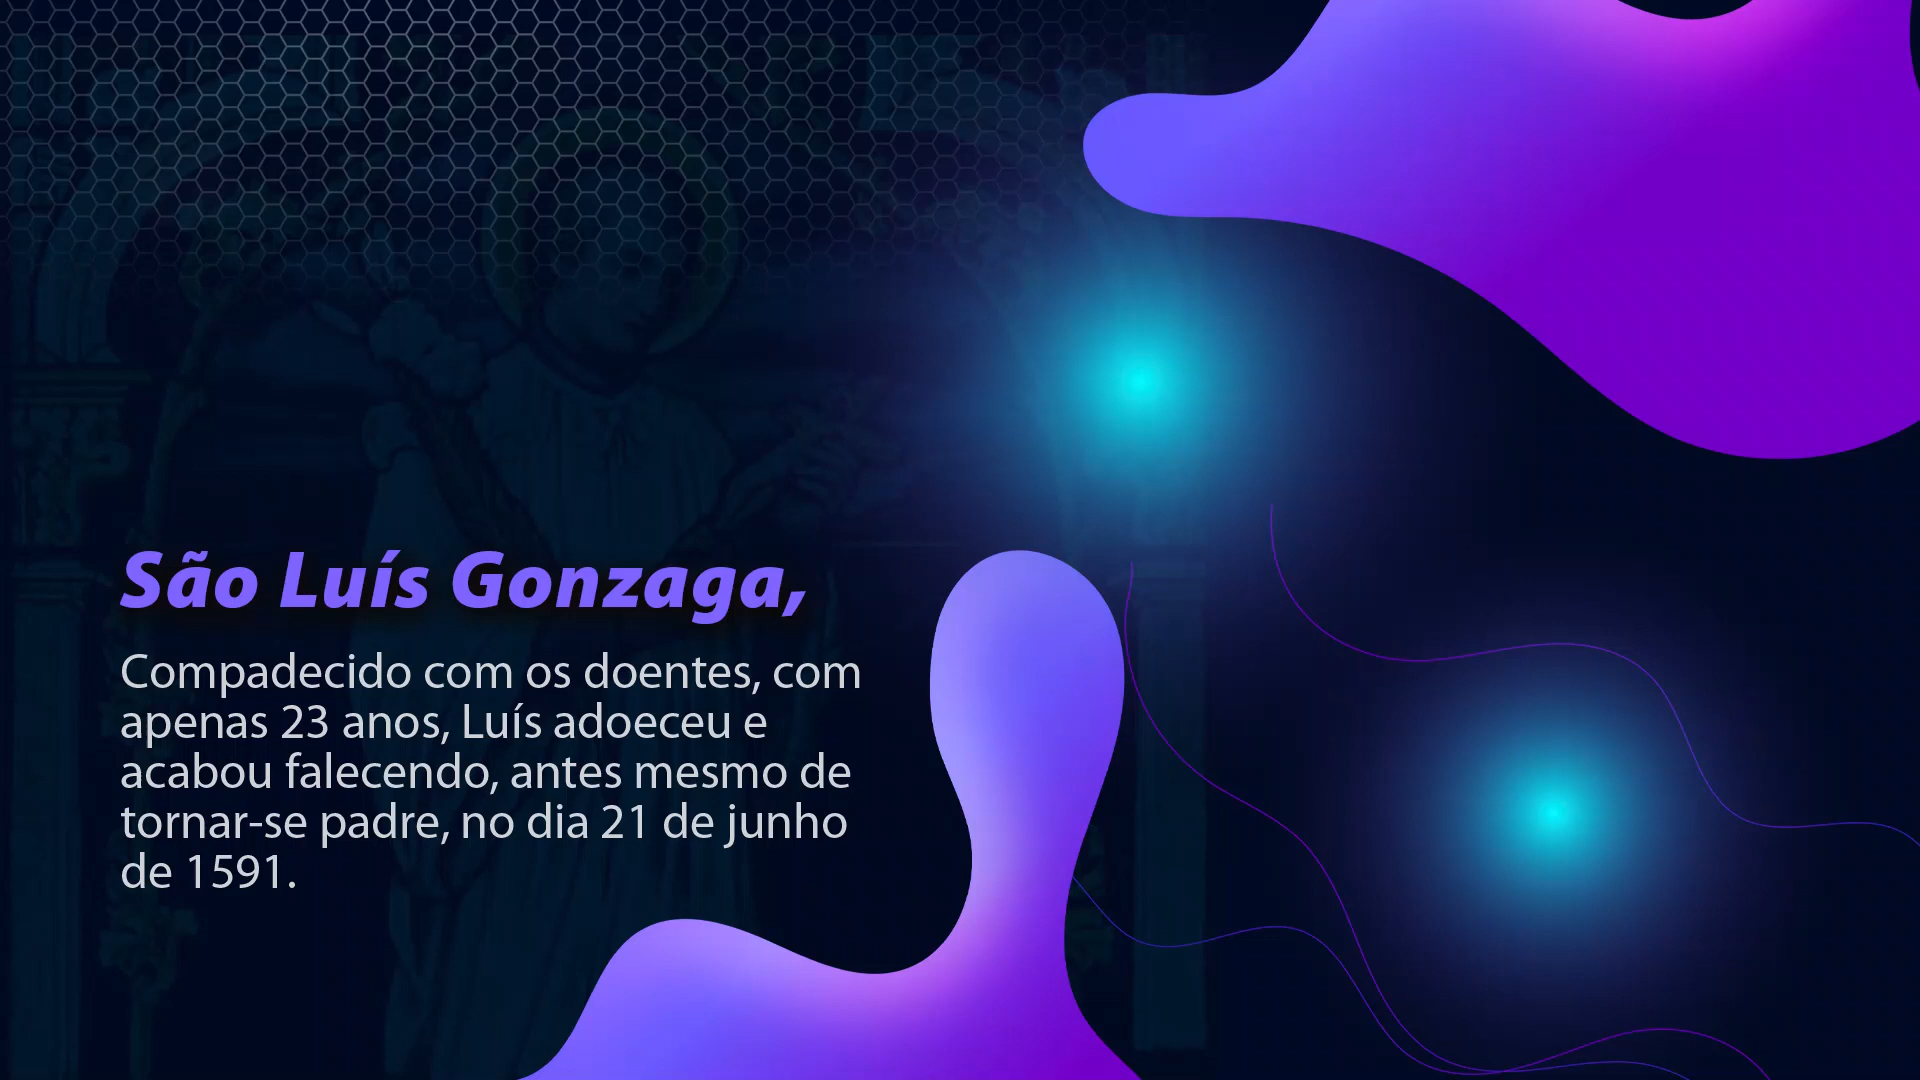 São Luís Gonzaga,
Compadecido com os doentes, com
apenas 23 anos, Luís adoeceu e
acabou falecendo, antes mesmo de
tornar-se padre, no dia 21 de junho
de 1591.